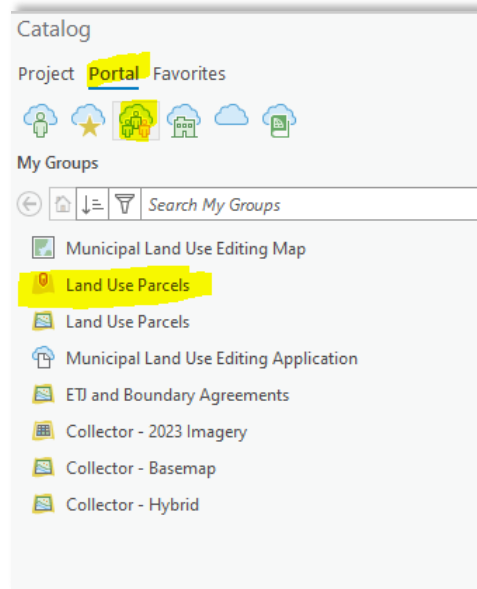 Catalog
Project Portal Favorites
My Groups
Search My Groups
Municipal Land Use Editing Map
Land Use Parcels
Land Use Parcels
Municipal Land Use Editing Application
ETJ and Boundary Agreements
Collector - 2023 Imagery
Collector - Basemap
Collector - Hybrid